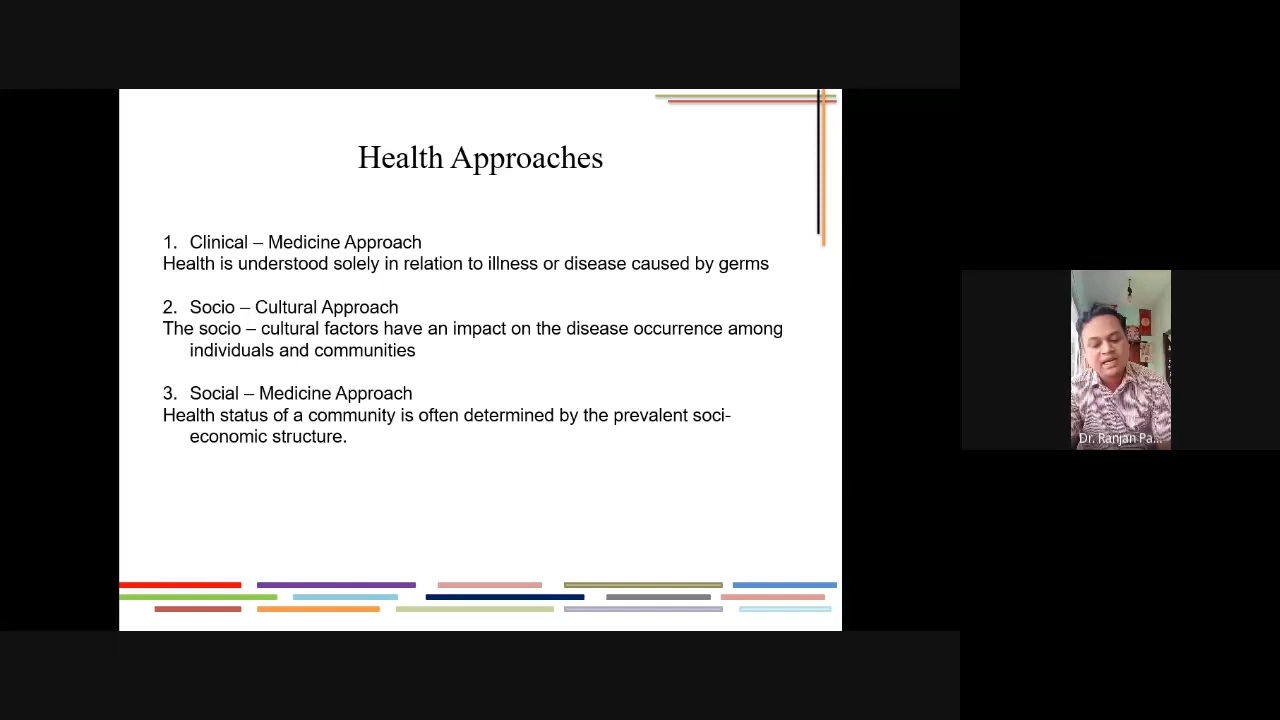 Health Approaches
1. Clinical – Medicine Approach
Health is understood solely in relation to illness or disease caused by germs
2. Socio – Cultural Approach
The socio – cultural factors have an impact on the disease occurrence among
individuals and communities
3. Social – Medicine Approach
Health status of a community is often determined by the prevalent soci-
economic structure.
Dr. Ranjan Pa...